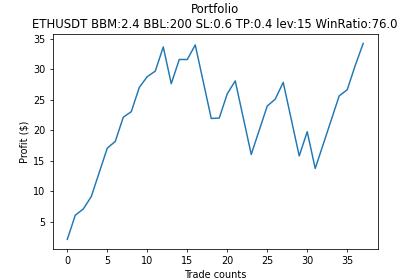 Portfolio
ETHUSDT BBM:2.4 BBL:200 SL:0.6 TP:0.4 lev:15 WinRatio:76.0
35
30
25
20
15
10
5
Profit ($)
0 5 10 15 20 25 30 35
Trade counts